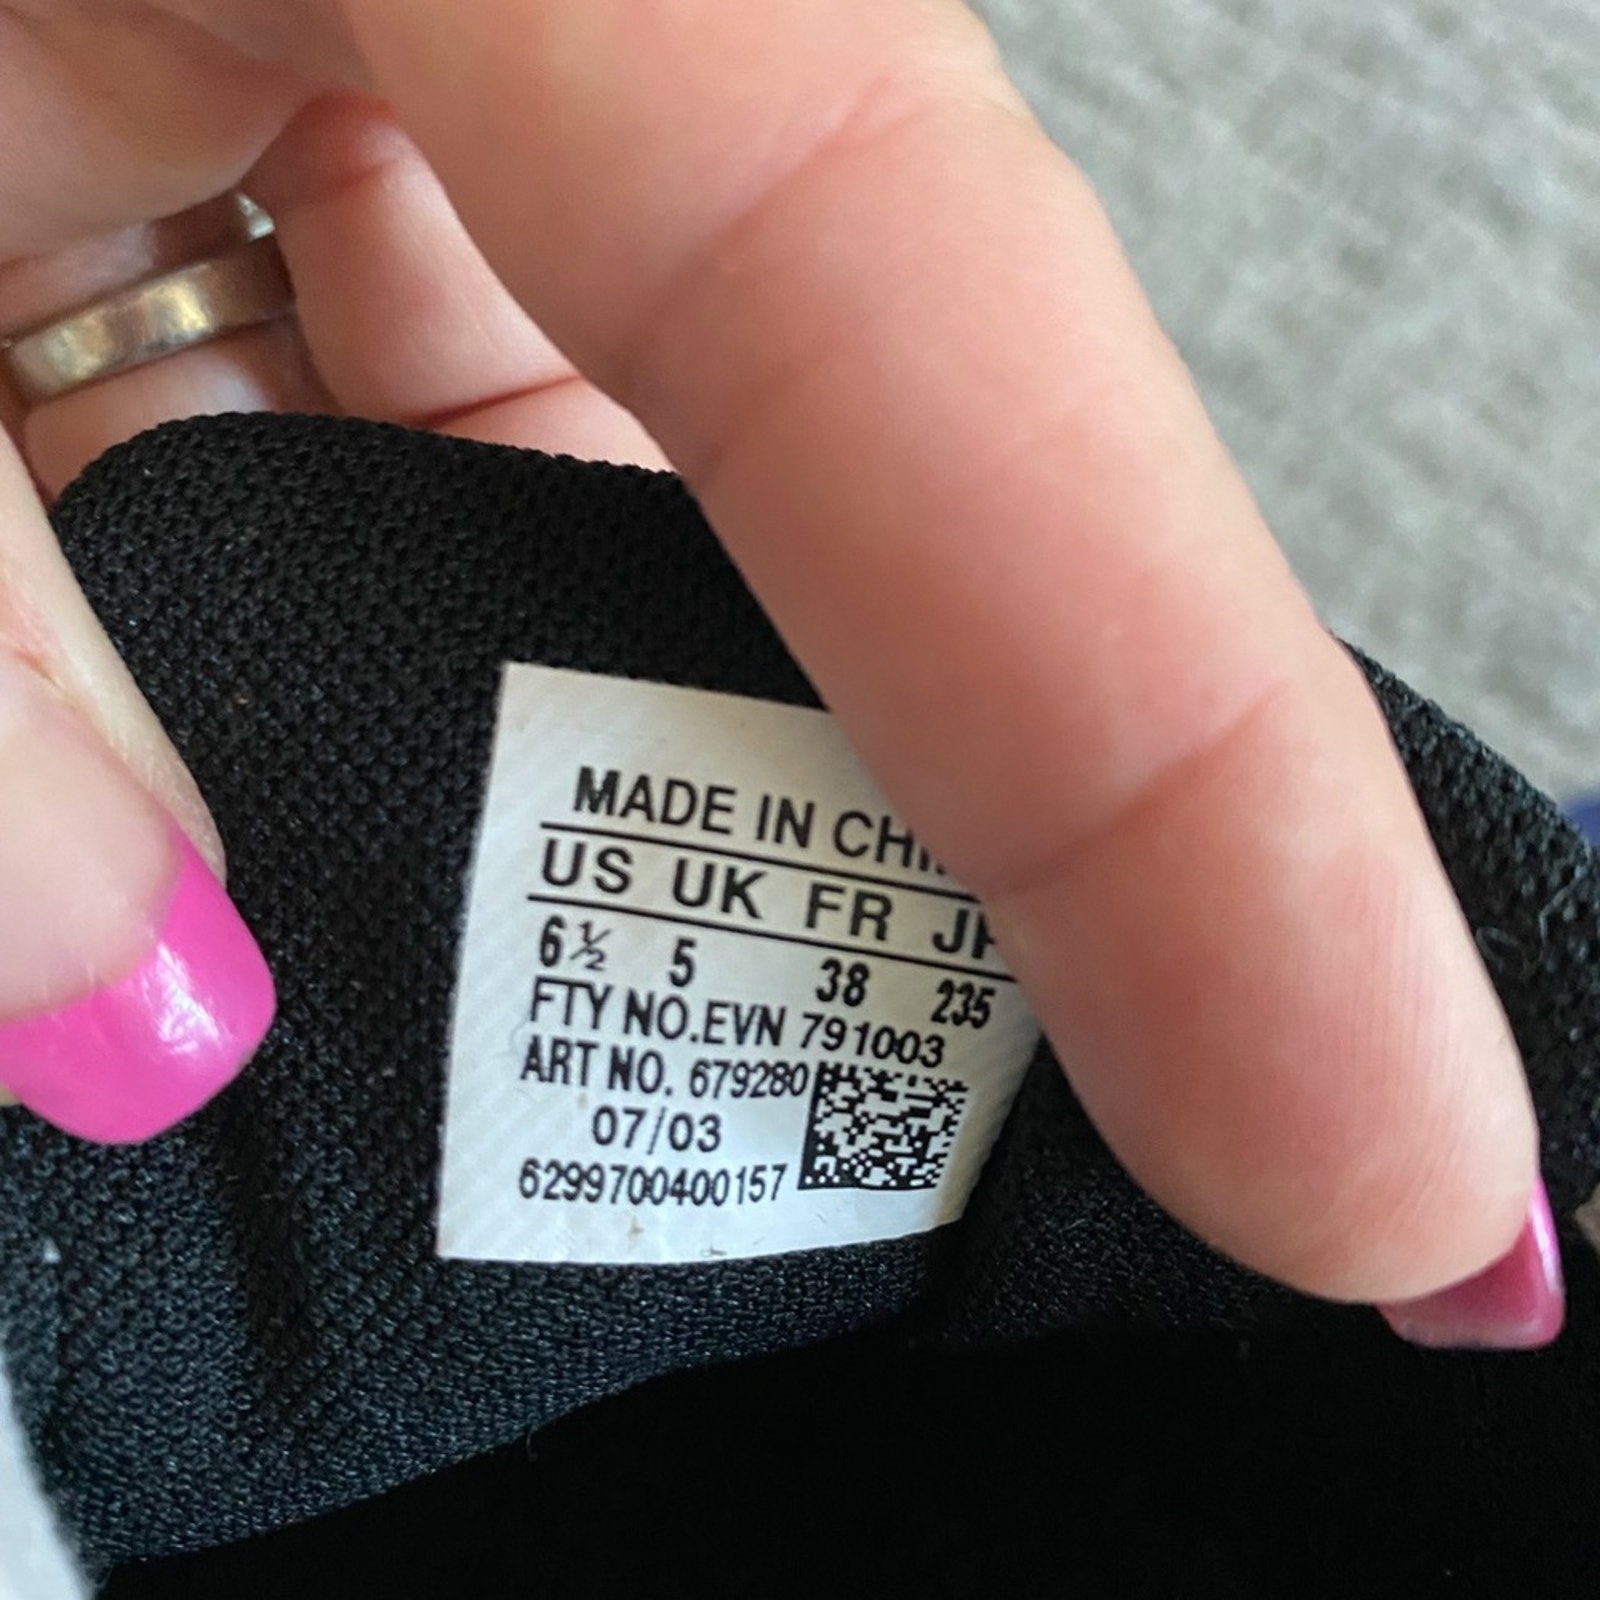 MADE IN
US UK FR
6½ 5 38 235
FTY NO.EVN 791003
ART NO. 679280
07/03
6299700400157